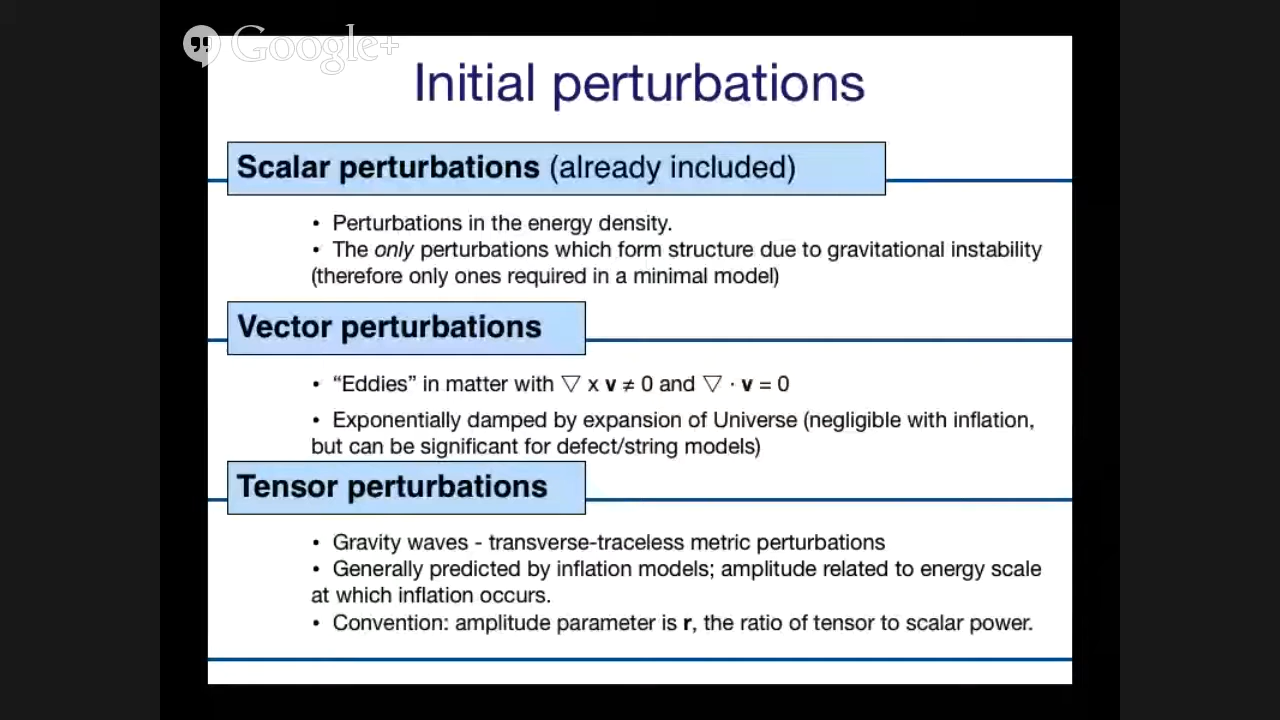 Google+
Initial perturbations
Scalar perturbations (already included)
• Perturbations in the energy density.
• The only perturbations which form structure due to gravitational instability
(therefore only ones required in a minimal model)
Vector perturbations
• “Eddies” in matter with ▽ x v ≠ 0 and ▽ · v = 0
• Exponentially damped by expansion of Universe (negligible with inflation,
but can be significant for defect/string models)
Tensor perturbations
• Gravity waves - transverse-traceless metric perturbations
• Generally predicted by inflation models; amplitude related to energy scale
at which inflation occurs.
• Convention: amplitude parameter is r, the ratio of tensor to scalar power.